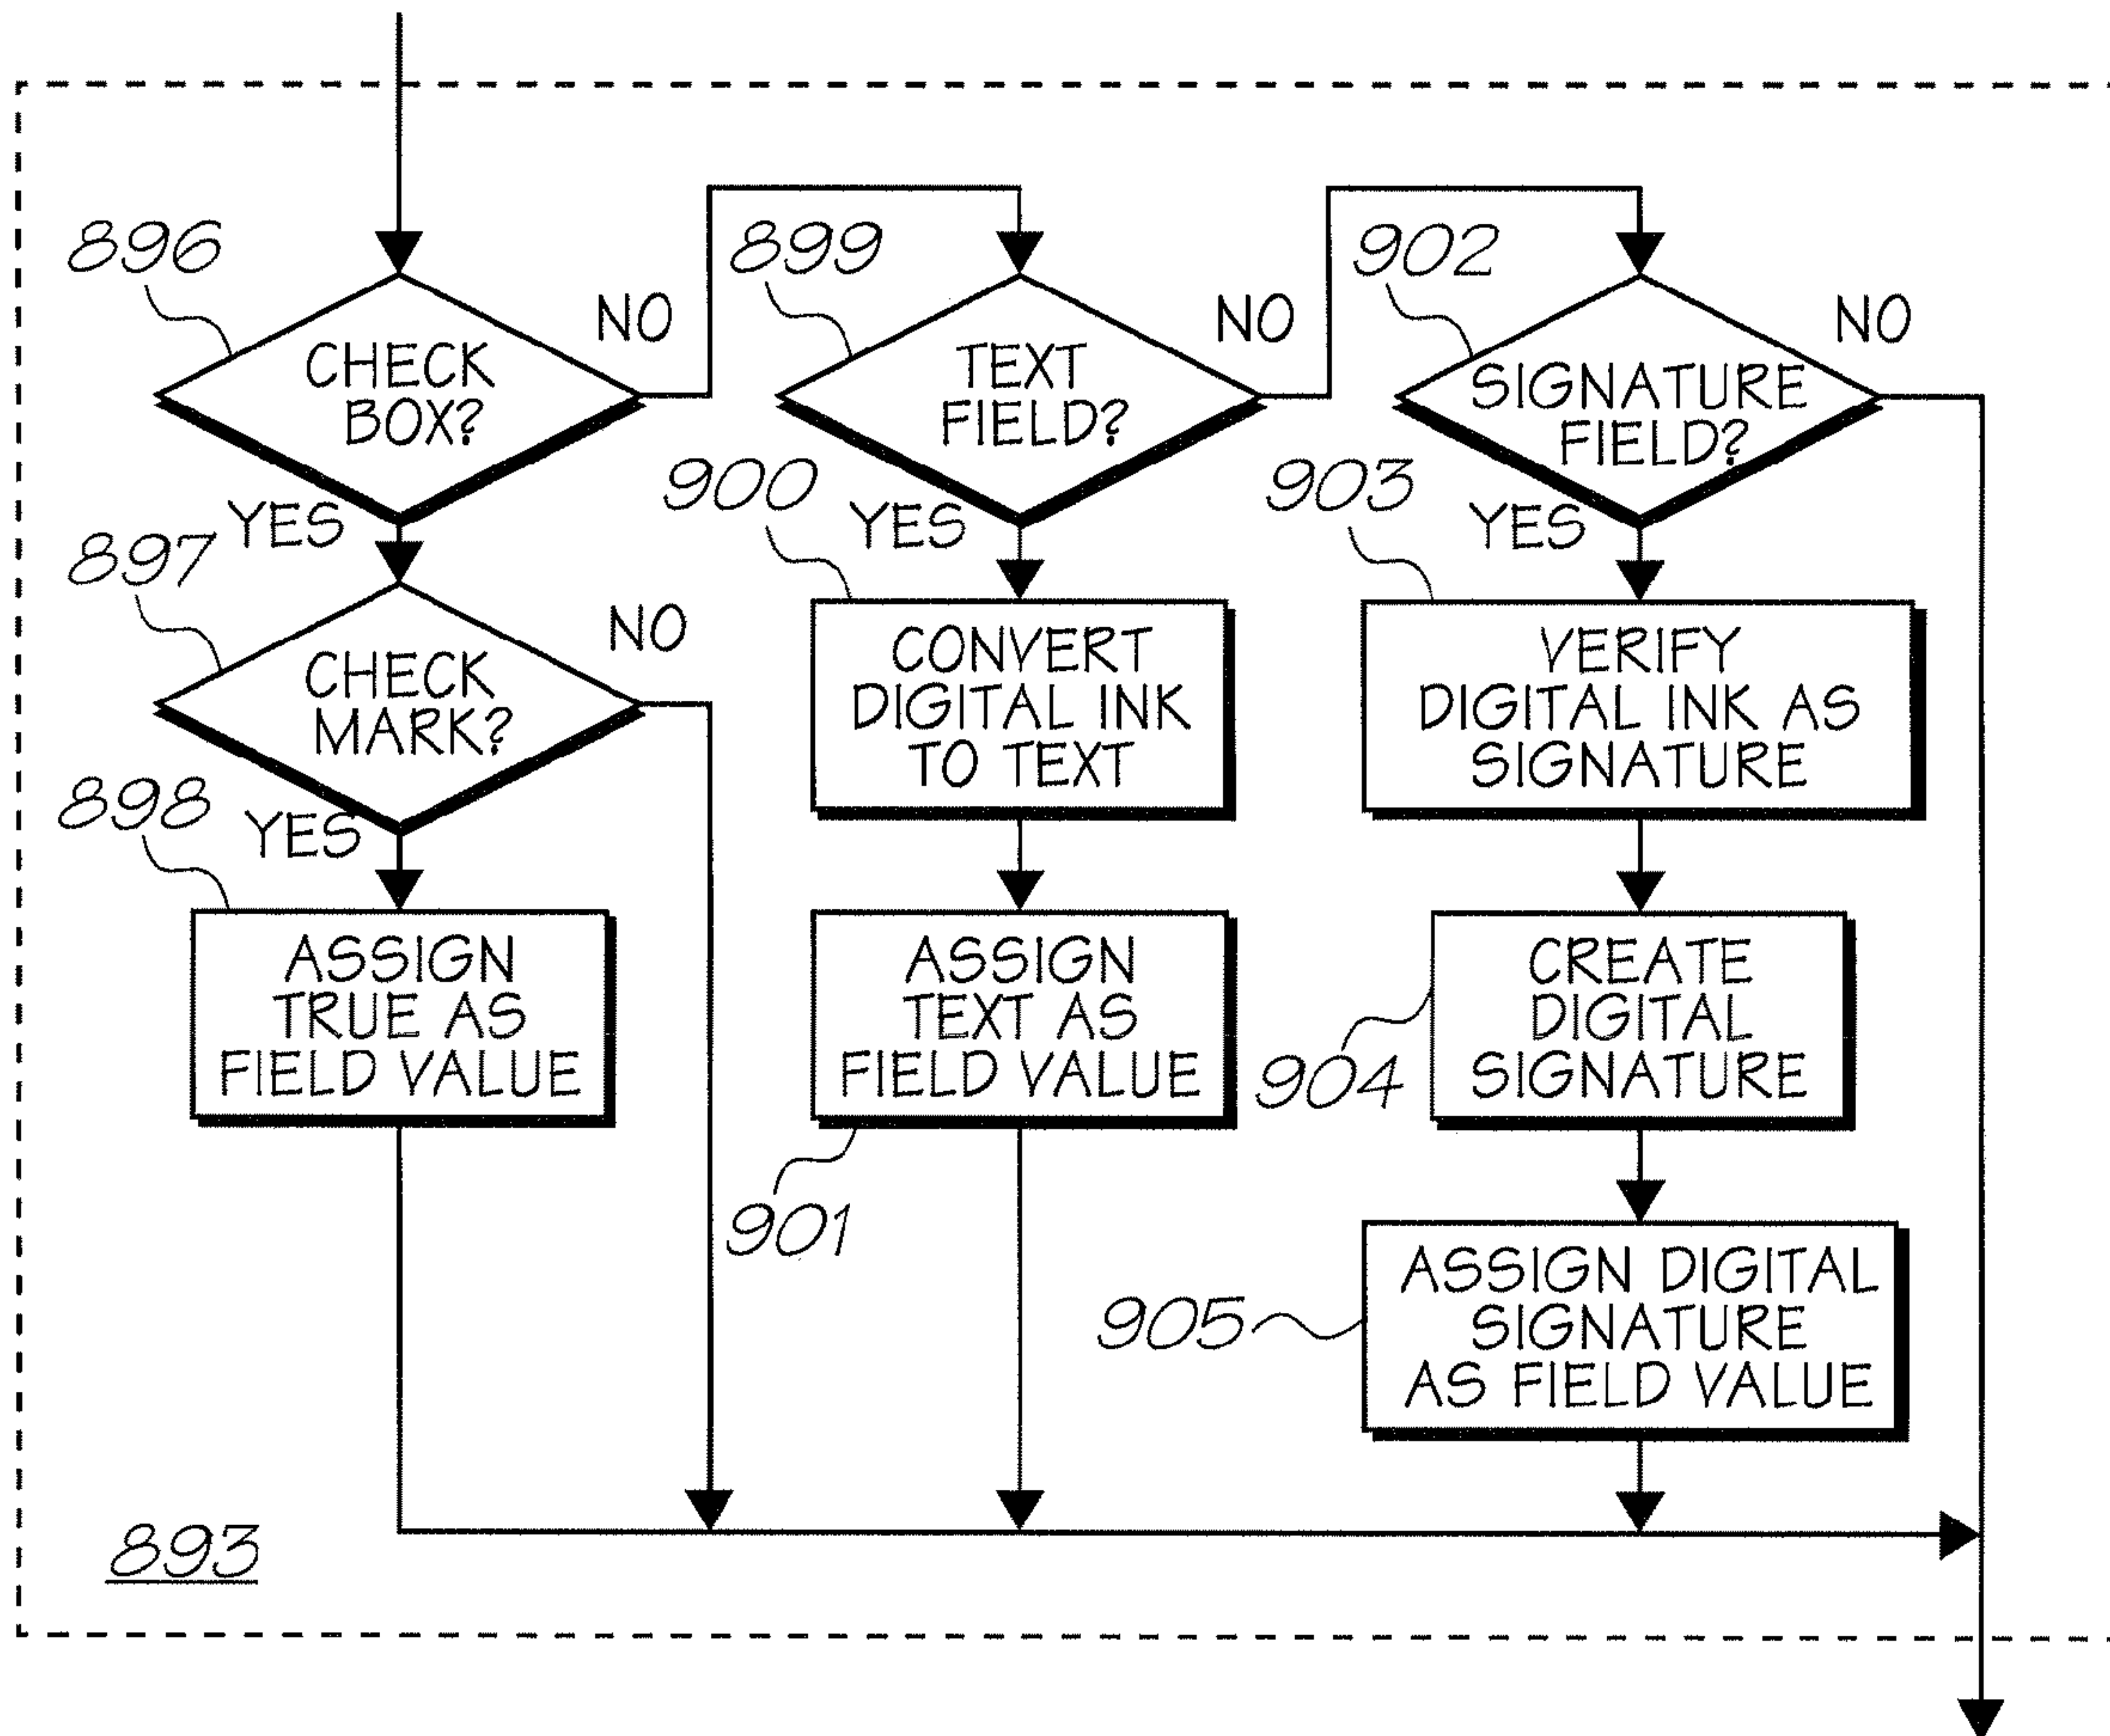 896
CHECK
BOX?
NO
YES
897
CHECK
MARK?
NO
YES
898
ASSIGN
TRUE AS
FIELD VALUE
899
TEXT
FIELD?
NO
YES
900
CONVERT
DIGITAL INK
TO TEXT
ASSIGN
TEXT AS
FIELD VALUE
901
902
SIGNATURE
FIELD?
NO
YES
903
VERIFY
DIGITAL INK AS
SIGNATURE
CREATE
DIGITAL
SIGNATURE
904
ASSIGN DIGITAL
SIGNATURE
AS FIELD VALUE
905
893